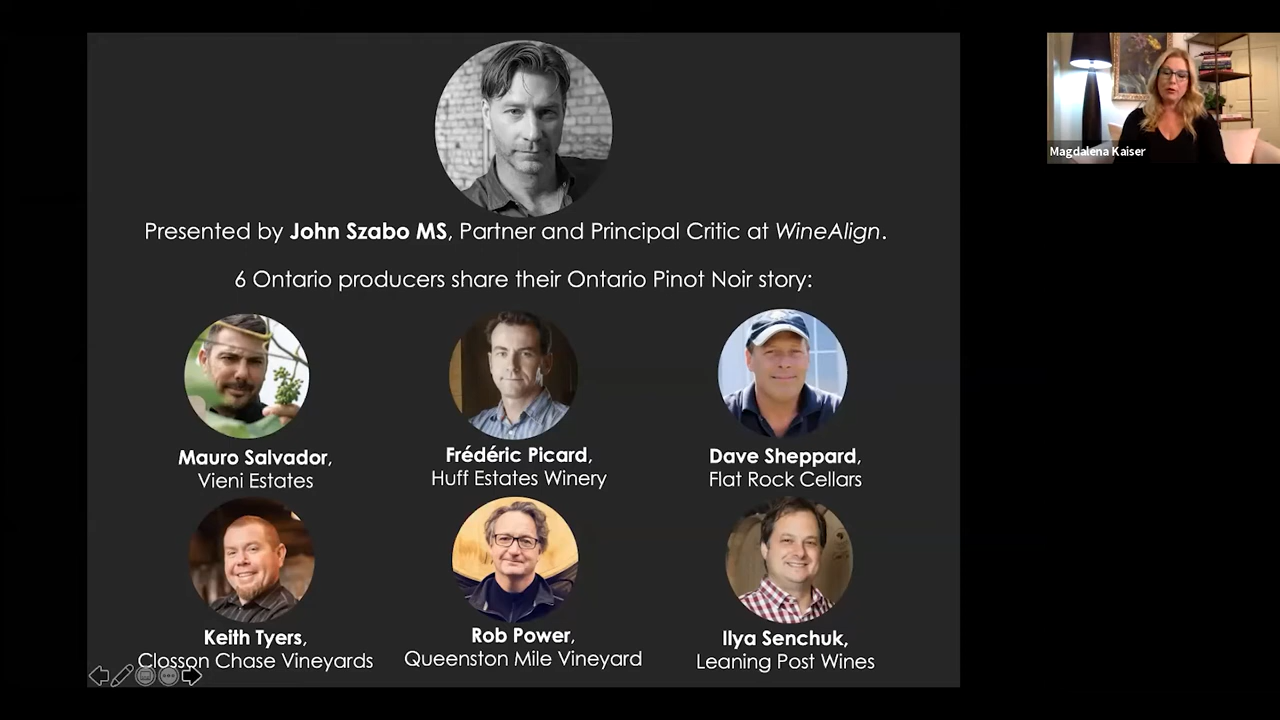 Presented by John Szabo MS, Partner and Principal Critic at WineAlign.
6 Ontario producers share their Ontario Pinot Noir story:
Mauro Salvador,
Vieni Estates
Frédéric Picard,
Huff Estates Winery
Dave Sheppard,
Flat Rock Cellars
Keith Tyers,
Closson Chase Vineyards
Rob Power,
Queenston Mile Vineyard
Ilya Senchuk,
Leaning Post Wines
Magdalena Kaiser